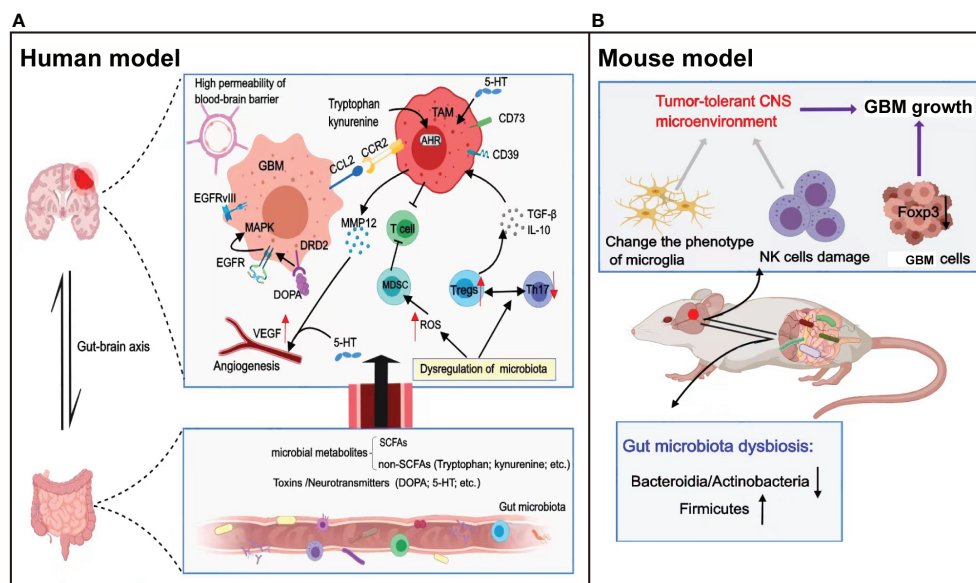 A
Human model
High permeability of
blood-brain barrier
Tryptophan
kynurenine
5-HT
TAM
AHR
CD73
CD39
CCL2
CCR2
GBM
EGFRvIII
MAPK
EGFR
DRD2
DOPA
MMP12
T cell
TGF-β
IL-10
MDSC
Tregs
Th17
ROS
VEGF
5-HT
Angiogenesis
Dysregulation of microbiota
Gut-brain axis
microbial metabolites
SCFAs
non-SCFAs (Tryptophan; kynurenine; etc.)
Toxins /Neurotransmitters (DOPA; 5-HT; etc.)
Gut microbiota
B
Mouse model
Tumor-tolerant CNS
microenvironment
GBM growth
Foxp3
Change the phenotype
of microglia
NK cells damage
GBM cells
Gut microbiota dysbiosis:
Bacteroidia/Actinobacteria
Firmicutes